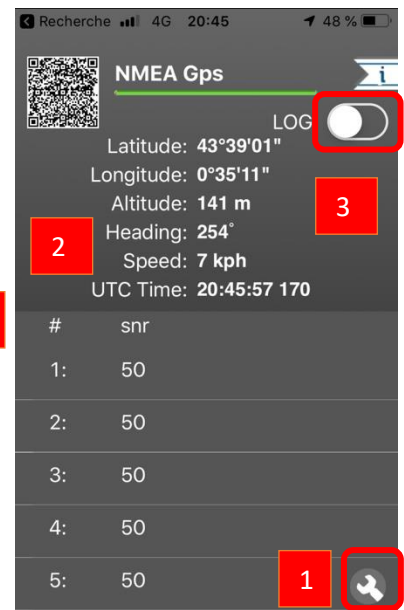 Recherche 4G 20:45 48 %
NMEA Gps
i
LOG
Latitude: 43°39'01"
Longitude: 0°35'11"
Altitude: 141 m
3
2
Heading: 254°
Speed: 7 kph
UTC Time: 20:45:57 170
# snr
1: 50
2: 50
3: 50
4: 50
5: 50
1